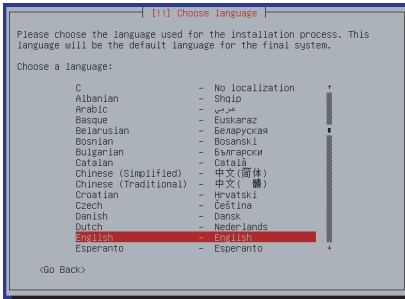 [!!] Choose language
Please choose the language used for the installation process. This
language will be the default language for the final system.
Choose a language:
C - No localization
Albanian - Shqip
Arabic - عربي
Basque - Euskaraz
Belarusian - Беларуская
Bosnian - Bosanski
Bulgarian - Български
Catalan - Català
Chinese (Simplified) - 中文(简体)
Chinese (Traditional) - 中文( 體)
Croatian - Hrvatski
Czech - Čeština
Danish - Dansk
Dutch - Nederlands
English - English
Esperanto - Esperanto
<Go Back>